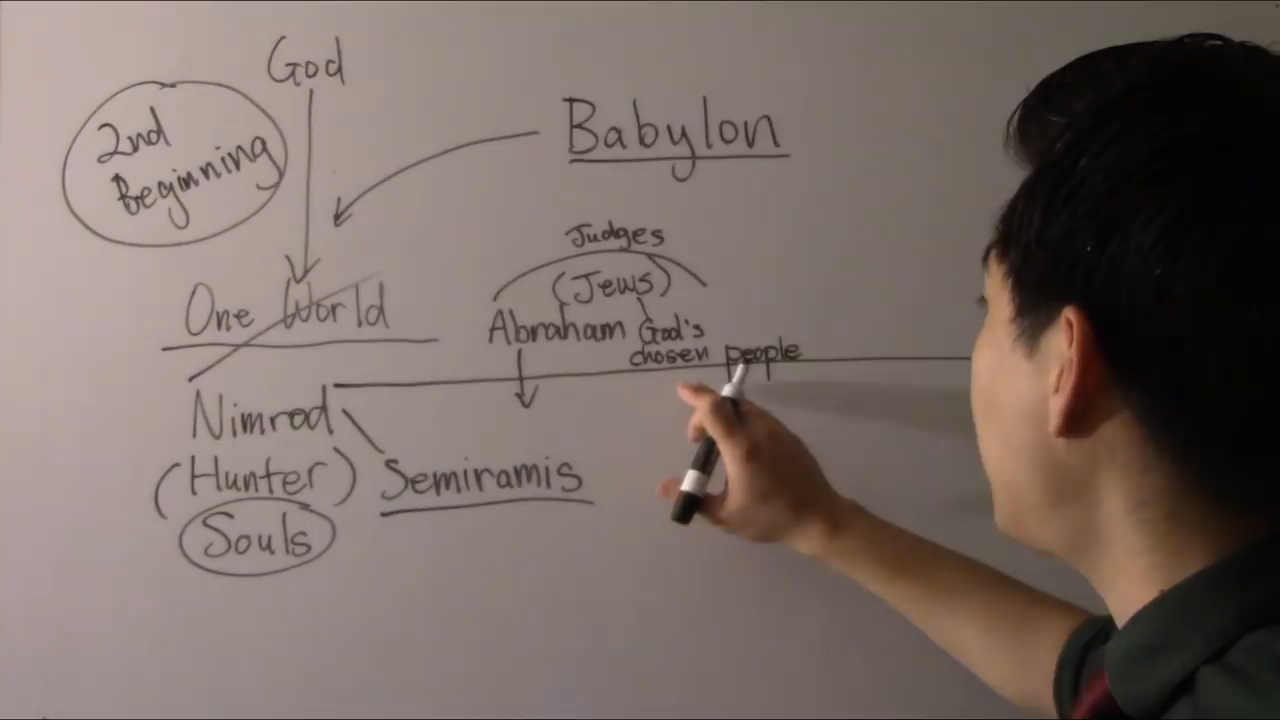 God
2nd
Beginning
Babylon
One World
Judges
(Jews)
Abraham God's
chosen people
Nimrod
(Hunter)
Semiramis
Souls